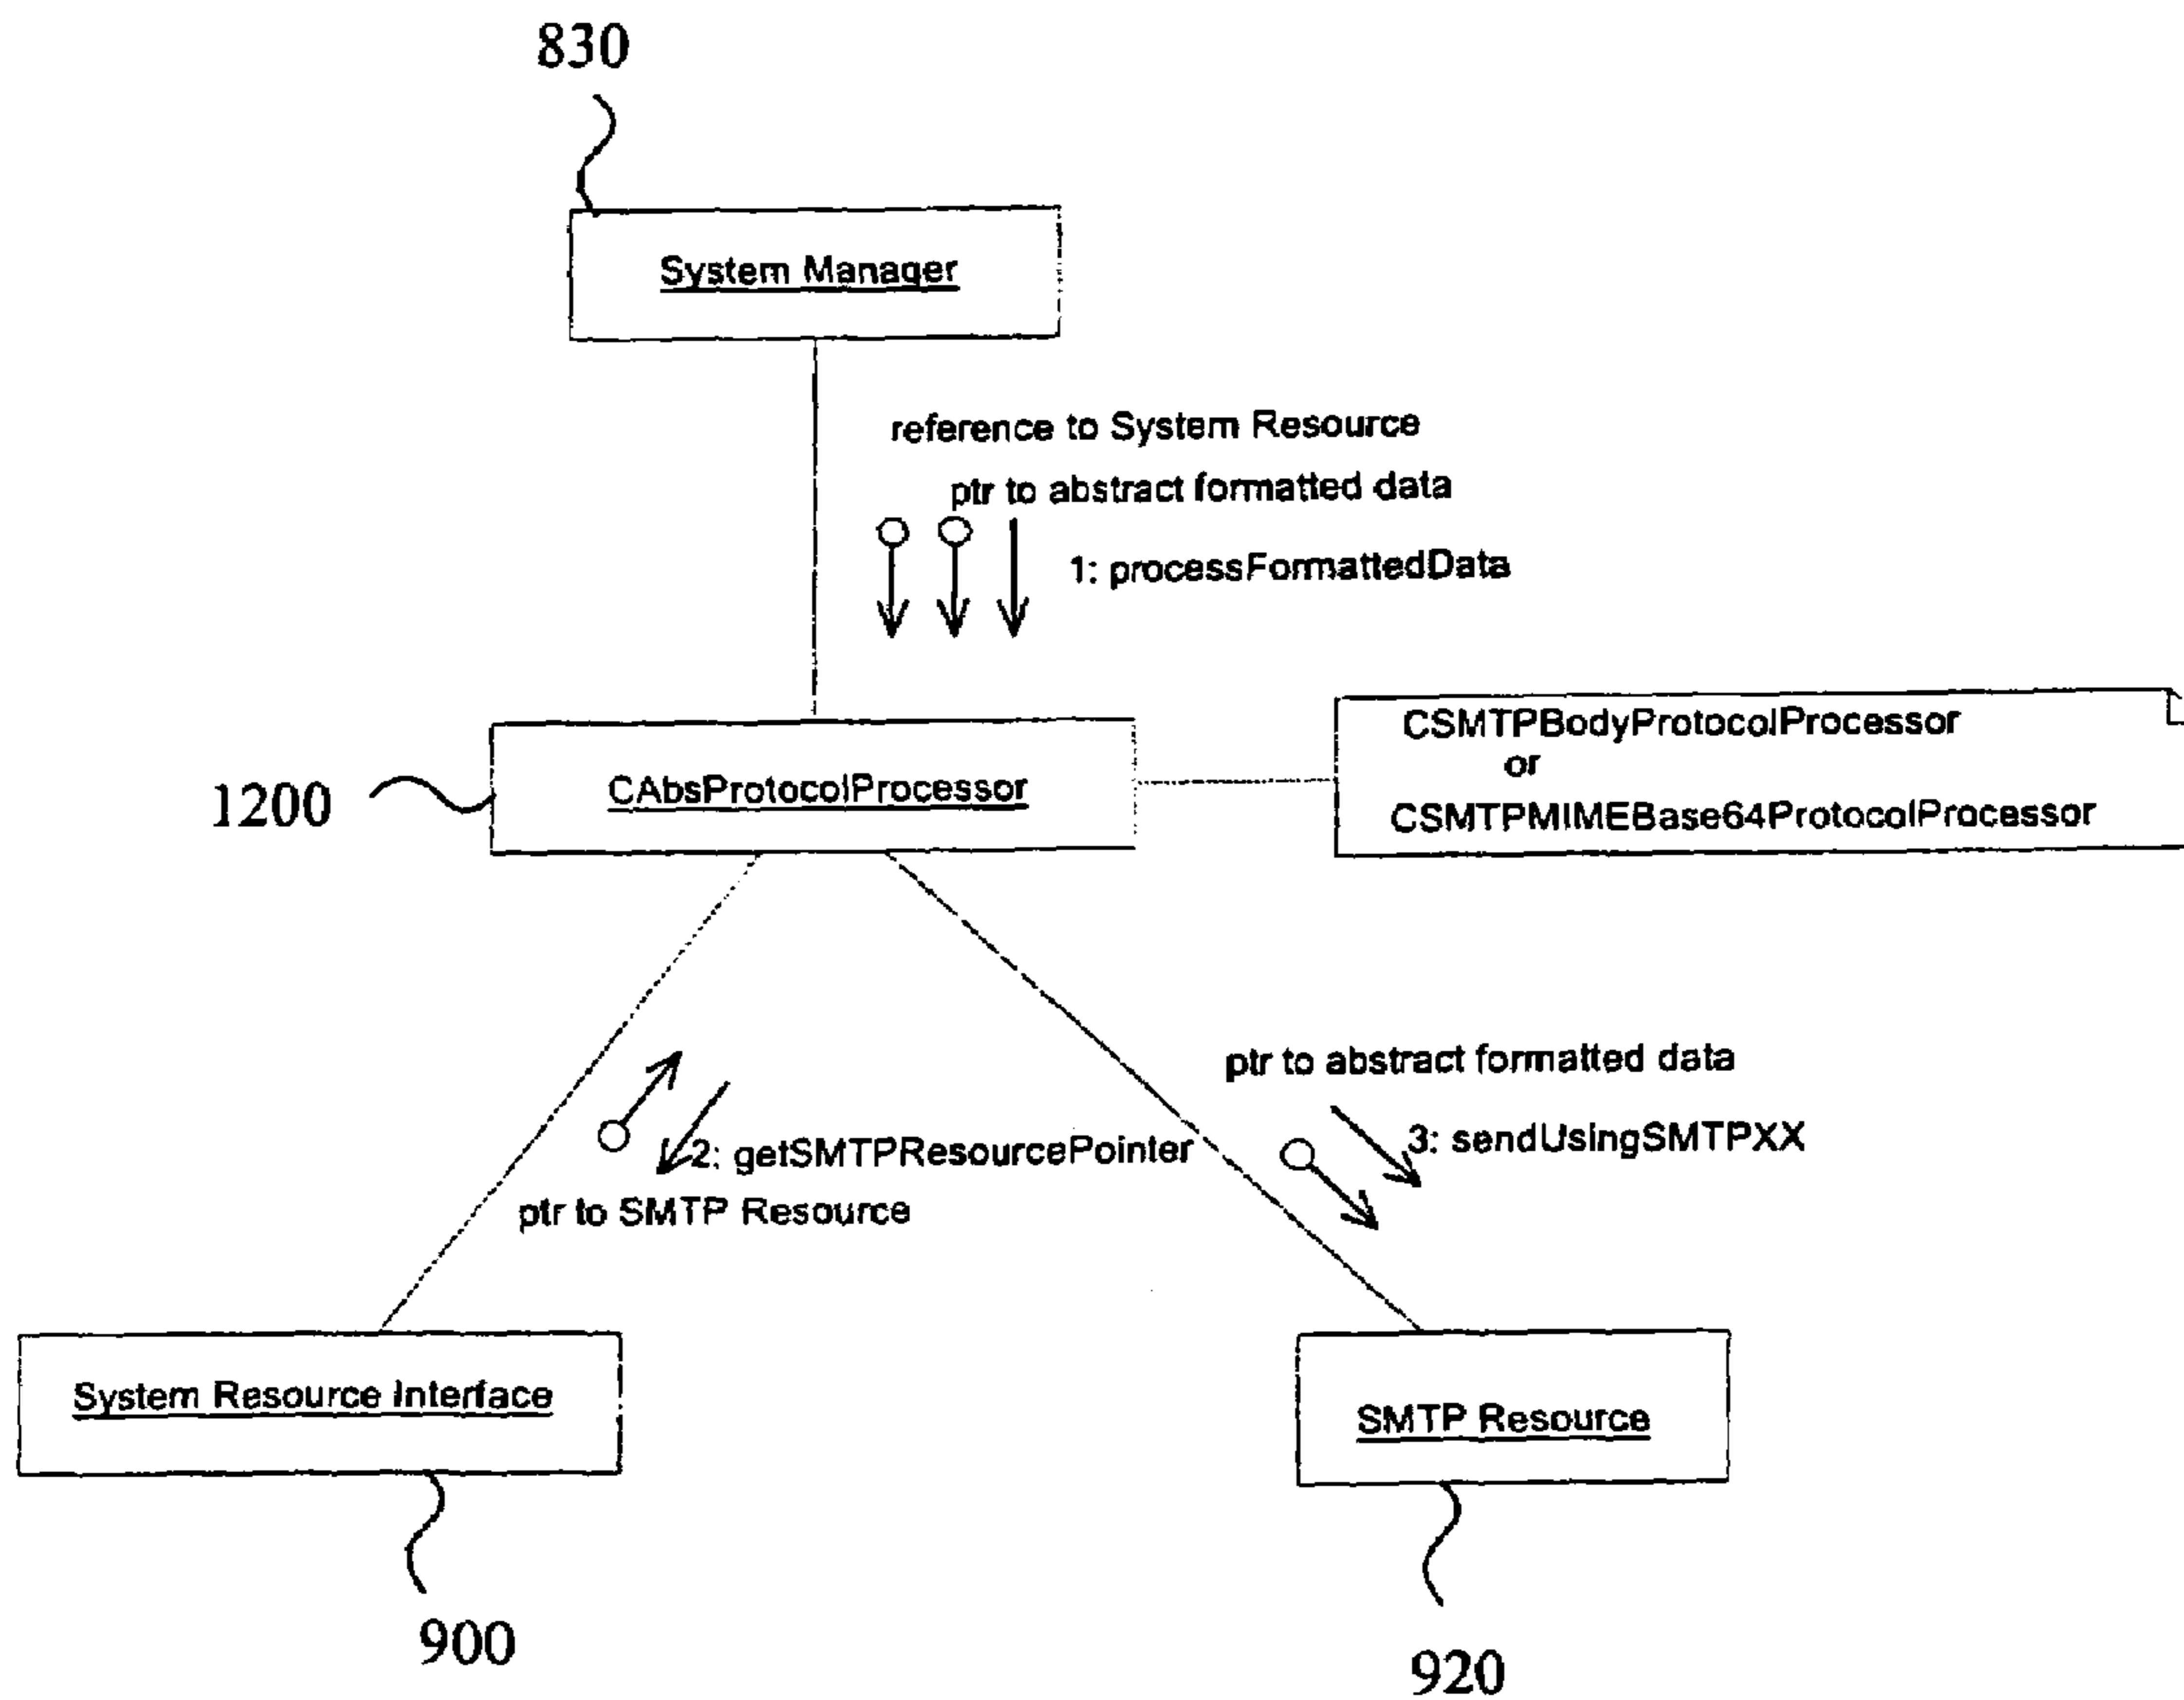 830
System Manager
reference to System Resource
ptr to abstract formatted data
1: processFormattedData
CSMTPBodyProtocolProcessor
or
CSMTPMIMEBase64ProtocolProcessor
1200
CAbsProtocolProcessor
ptr to abstract formatted data
3: sendUsingSMTPXX
2: getSMTPResourcePointer
ptr to SMTP Resource
System Resource Interface
SMTP Resource
900
920